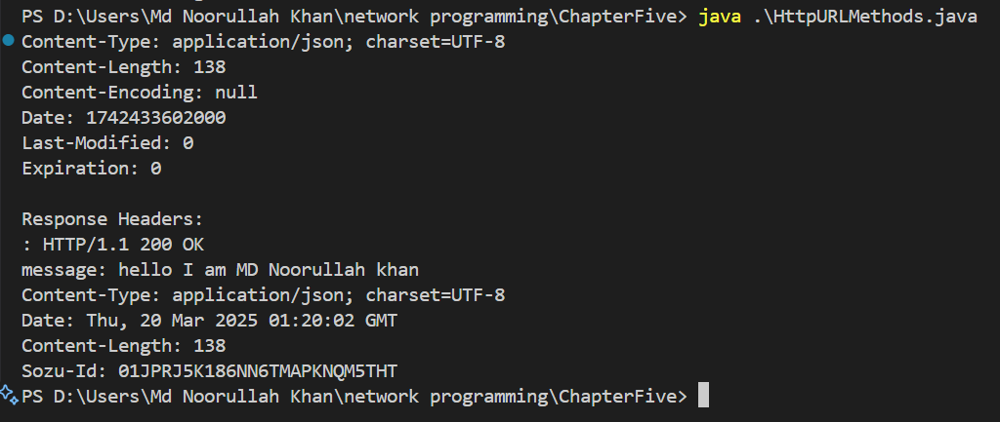 PS D:\Users\Md Noorullah Khan\network programming\ChapterFive> java .\HttpURLMethods.java
Content-Type: application/json; charset=UTF-8
Content-Length: 138
Content-Encoding: null
Date: 1742433602000
Last-Modified: 0
Expiration: 0

Response Headers:
: HTTP/1.1 200 OK
message: hello I am MD Noorullah khan
Content-Type: application/json; charset=UTF-8
Date: Thu, 20 Mar 2025 01:20:02 GMT
Content-Length: 138
Sozu-Id: 01JPRJ5K186NN6TMAPKNQM5THT
PS D:\Users\Md Noorullah Khan\network programming\ChapterFive>